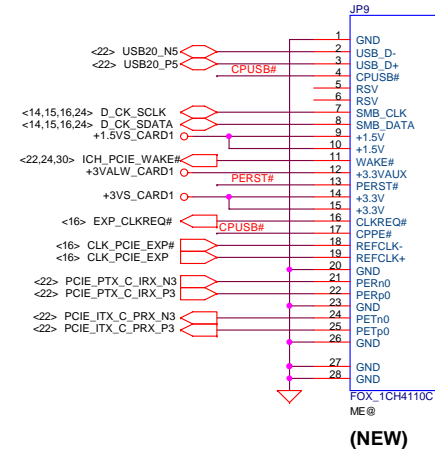 JP9
1 GND
<22> USB20_N5 2 USB_D-
<22> USB20_P5 3 USB_D+
CPUSB# 4 CPUSB#
5 RSV
6 RSV
<14,15,16,24> D_CK_SCLK 7 SMB_CLK
<14,15,16,24> D_CK_SDATA 8 SMB_DATA
+1.5VS_CARD1 9 +1.5V
10 +1.5V
<22,24,30> ICH_PCIE_WAKE# 11 WAKE#
+3VALW_CARD1 12 +3.3VAUX
PERST# 13 PERST#
+3VS_CARD1 14 +3.3V
15 +3.3V
<16> EXP_CLKREQ# 16 CLKREQ#
CPUSB# 17 CPPE#
<16> CLK_PCIE_EXP# 18 REFCLK-
<16> CLK_PCIE_EXP 19 REFCLK+
20 GND
<22> PCIE_PTX_C_IRX_N3 21 PERn0
<22> PCIE_PTX_C_IRX_P3 22 PERp0
23 GND
<22> PCIE_ITX_C_PRX_N3 24 PETn0
<22> PCIE_ITX_C_PRX_P3 25 PETp0
26 GND
27 GND
28 GND
FOX_1CH4110C
ME@
(NEW)